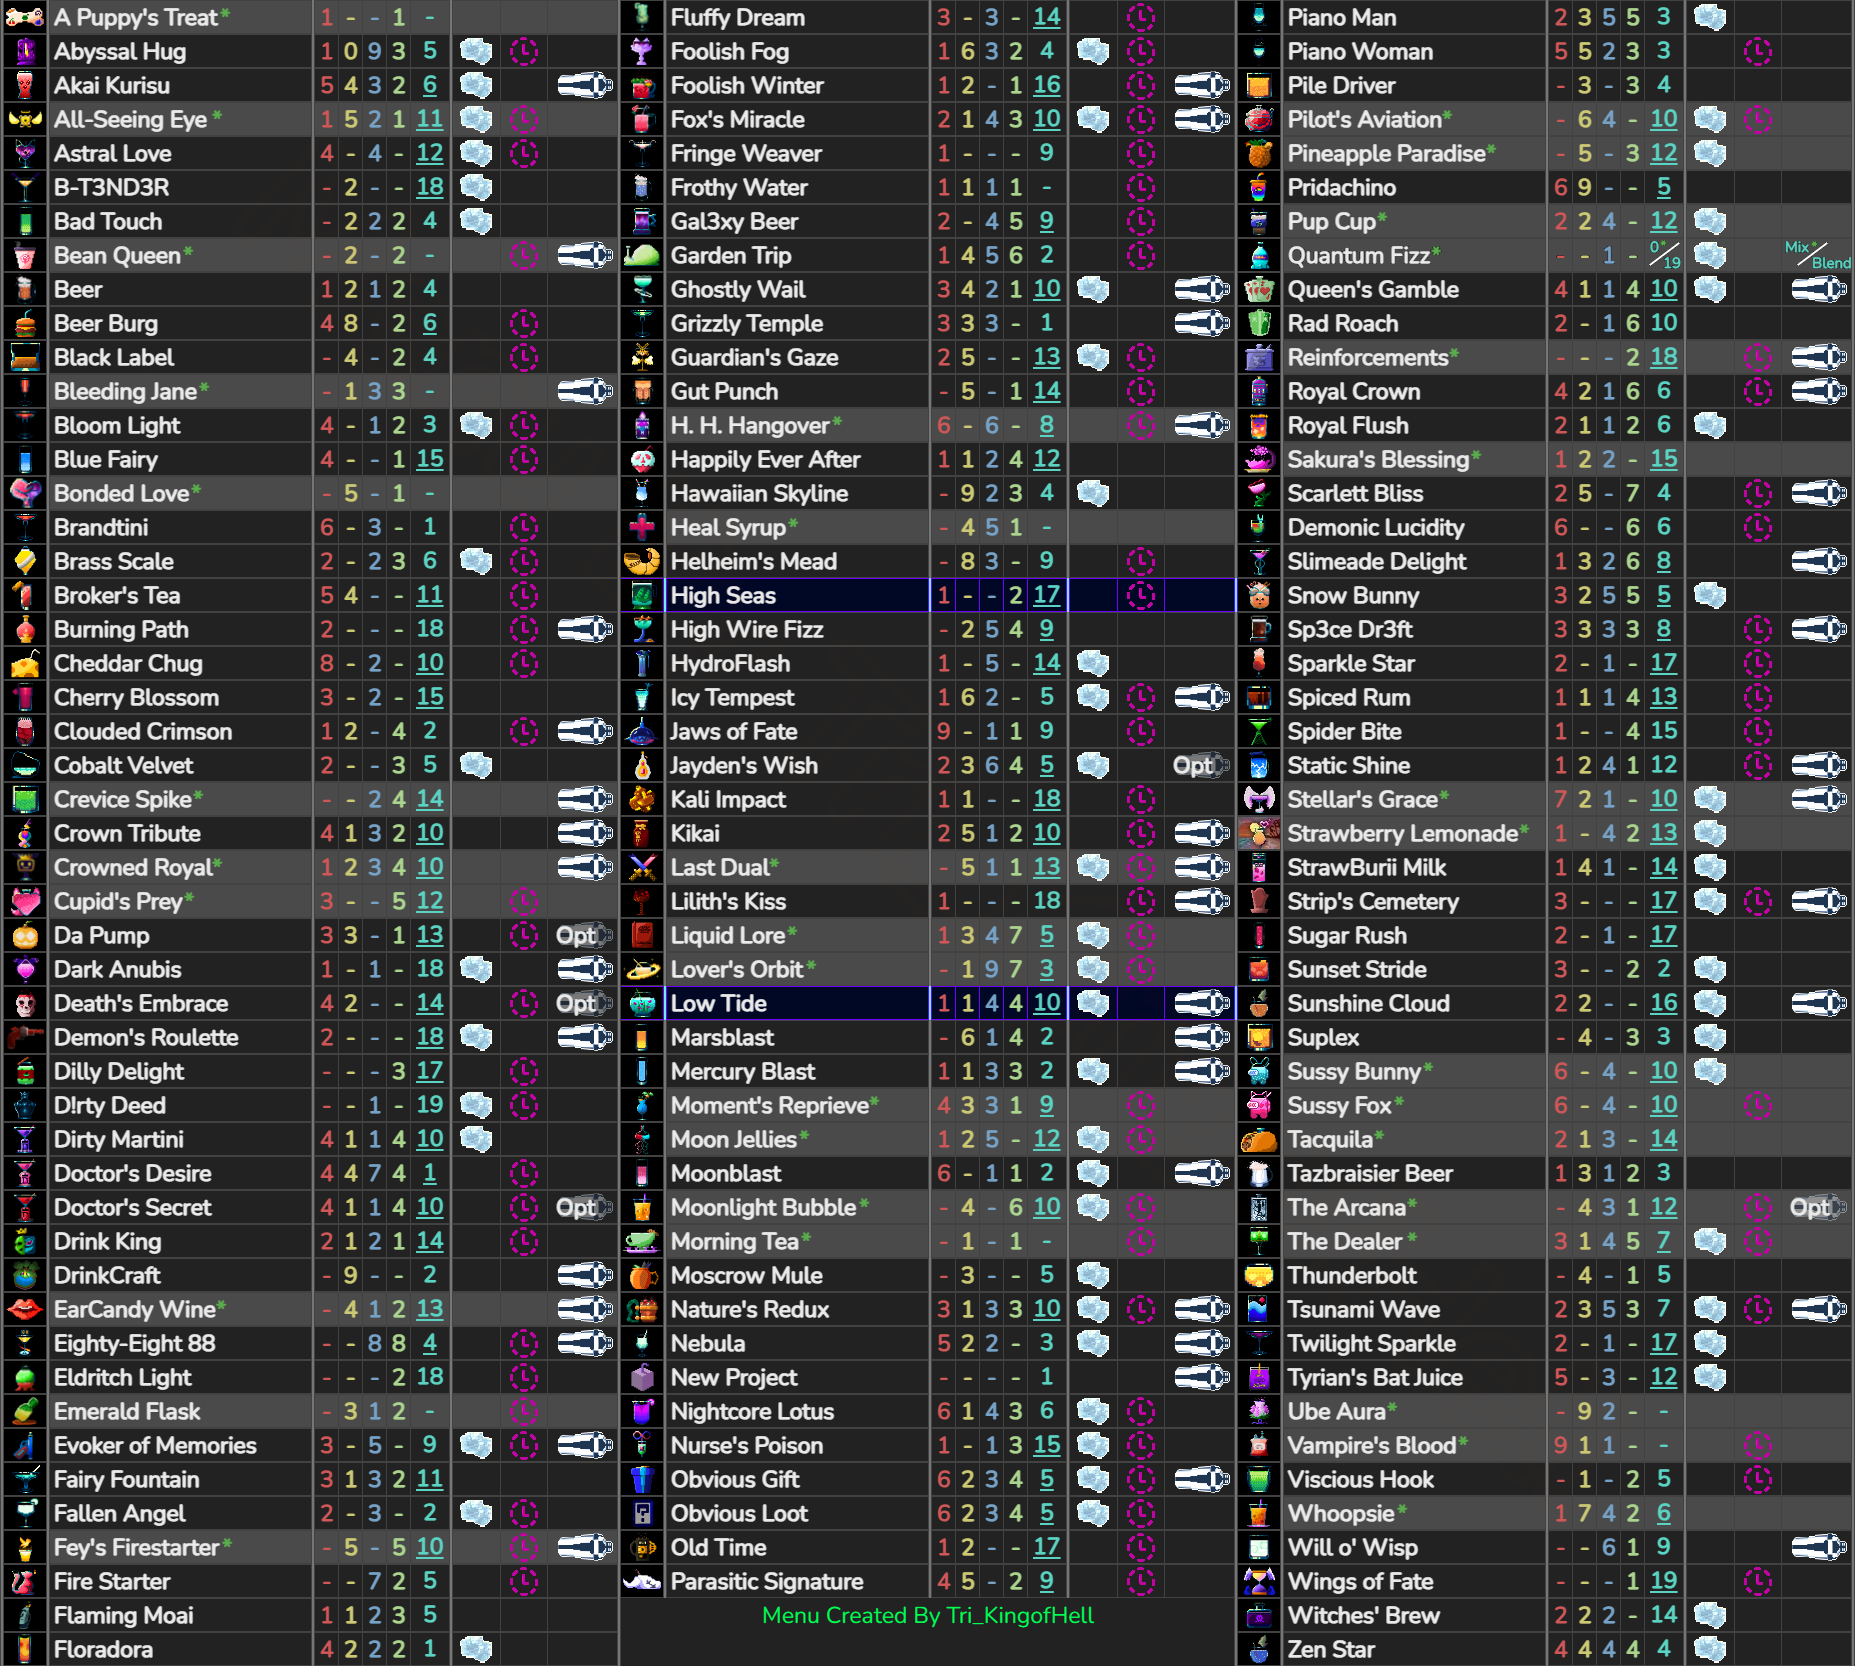 A Puppy's Treat* 1 - - 1 -
Abyssal Hug 1 0 9 3 5
Akai Kurisu 5 4 3 2 6
All-Seeing Eye * 1 5 2 1 11
Astral Love 4 - 4 - 12
B-T3ND3R - 2 - - 18
Bad Touch - 2 2 2 4
Bean Queen* - 2 - 2 -
Beer 1 2 1 2 4
Beer Burg 4 8 - 2 6
Black Label - 4 - 2 4
Bleeding Jane* - 1 3 3 -
Bloom Light 4 - 1 2 3
Blue Fairy 4 - - 1 15
Bonded Love* - 5 - 1 -
Brandtini 6 - 3 - 1
Brass Scale 2 - 2 3 6
Broker's Tea 5 4 - - 11
Burning Path 2 - - - 18
Cheddar Chug 8 - 2 - 10
Cherry Blossom 3 - 2 - 15
Clouded Crimson 1 2 - 4 2
Cobalt Velvet 2 - - 3 5
Crevice Spike* - - 2 4 14
Crown Tribute 4 1 3 2 10
Crowned Royal* 1 2 3 4 10
Cupid's Prey* 3 - - 5 12
Da Pump 3 3 - 1 13 Opt
Dark Anubis 1 - 1 - 18
Death's Embrace 4 2 - - 14 Opt
Demon's Roulette 2 - - - 18
Dilly Delight - - - 3 17
D!rty Deed - - 1 - 19
Dirty Martini 4 1 1 4 10
Doctor's Desire 4 4 7 4 1
Doctor's Secret 4 1 1 4 10 Opt
Drink King 2 1 2 1 14
DrinkCraft - 9 - - 2
EarCandy Wine* - 4 1 2 13
Eighty-Eight 88 - - 8 8 4
Eldritch Light - - - 2 18
Emerald Flask - 3 1 2 -
Evoker of Memories 3 - 5 - 9
Fairy Fountain 3 1 3 2 11
Fallen Angel 2 - 3 - 2
Fey's Firestarter* - 5 - 5 10
Fire Starter - - 7 2 5
Flaming Moai 1 1 2 3 5
Floradora 4 2 2 2 1
Fluffy Dream 3 - 3 - 14
Foolish Fog 1 6 3 2 4
Foolish Winter 1 2 - 1 16
Fox's Miracle 2 1 4 3 10
Fringe Weaver 1 - - - 9
Frothy Water 1 1 1 1 -
Gal3xy Beer 2 - 4 5 9
Garden Trip 1 4 5 6 2
Ghostly Wail 3 4 2 1 10
Grizzly Temple 3 3 3 - 1
Guardian's Gaze 2 5 - - 13
Gut Punch - 5 - 1 14
H. H. Hangover* 6 - 6 - 8
Happily Ever After 1 1 2 4 12
Hawaiian Skyline - 9 2 3 4
Heal Syrup* - 4 5 1 -
Helheim's Mead - 8 3 - 9
High Seas 1 - - 2 17
High Wire Fizz - 2 5 4 9
HydroFlash 1 - 5 - 14
Icy Tempest 1 6 2 - 5
Jaws of Fate 9 - 1 1 9
Jayden's Wish 2 3 6 4 5 Opt
Kali Impact 1 1 - - 18
Kikai 2 5 1 2 10
Last Dual* - 5 1 1 13
Lilith's Kiss 1 - - - 18
Liquid Lore* 1 3 4 7 5
Lover's Orbit* - 1 9 7 3
Low Tide 1 1 4 4 10
Marsblast - 6 1 4 2
Mercury Blast 1 1 3 3 2
Moment's Reprieve* 4 3 3 1 9
Moon Jellies* 1 2 5 - 12
Moonblast 6 - 1 1 2
Moonlight Bubble* - 4 - 6 10
Morning Tea* - 1 - 1 -
Moscrow Mule - 3 - - 5
Nature's Redux 3 1 3 3 10
Nebula 5 2 2 - 3
New Project - - - - 1
Nightcore Lotus 6 1 4 3 6
Nurse's Poison 1 - 1 3 15
Obvious Gift 6 2 3 4 5
Obvious Loot 6 2 3 4 5
Old Time 1 2 - - 17
Parasitic Signature 4 5 - 2 9
Menu Created By Tri_KingofHell
Piano Man 2 3 5 5 3
Piano Woman 5 5 2 3 3
Pile Driver - 3 - 3 4
Pilot's Aviation* - 6 4 - 10
Pineapple Paradise* - 5 - 3 12
Pridachino 6 9 - - 5
Pup Cup* 2 2 4 - 12
Quantum Fizz* - - 1 - 0*/19 Mix*/Blend
Queen's Gamble 4 1 1 4 10
Rad Roach 2 - 1 6 10
Reinforcements* - - - 2 18
Royal Crown 4 2 1 6 6
Royal Flush 2 1 1 2 6
Sakura's Blessing* 1 2 2 - 15
Scarlett Bliss 2 5 - 7 4
Demonic Lucidity 6 - - 6 6
Slimeade Delight 1 3 2 6 8
Snow Bunny 3 2 5 5 5
Sp3ce Dr3ft 3 3 3 3 8
Sparkle Star 2 - 1 - 17
Spiced Rum 1 1 1 4 13
Spider Bite 1 - - 4 15
Static Shine 1 2 4 1 12
Stellar's Grace* 7 2 1 - 10
Strawberry Lemonade* 1 - 4 2 13
StrawBurii Milk 1 4 1 - 14
Strip's Cemetery 3 - - - 17
Sugar Rush 2 - 1 - 17
Sunset Stride 3 - - 2 2
Sunshine Cloud 2 2 - - 16
Suplex - 4 - 3 3
Sussy Bunny* 6 - 4 - 10
Sussy Fox* 6 - 4 - 10
Tacquila* 2 1 3 - 14
Tazbraisier Beer 1 3 1 2 3
The Arcana* - 4 3 1 12 Opt
The Dealer* 3 1 4 5 7
Thunderbolt - 4 - 1 5
Tsunami Wave 2 3 5 3 7
Twilight Sparkle 2 - 1 - 17
Tyrian's Bat Juice 5 - 3 - 12
Ube Aura* - 9 2 - -
Vampire's Blood* 9 1 1 - -
Viscious Hook - 1 - 2 5
Whoopsie* 1 7 4 2 6
Will o' Wisp - - 6 1 9
Wings of Fate - - - 1 19
Witches' Brew 2 2 2 - 14
Zen Star 4 4 4 4 4